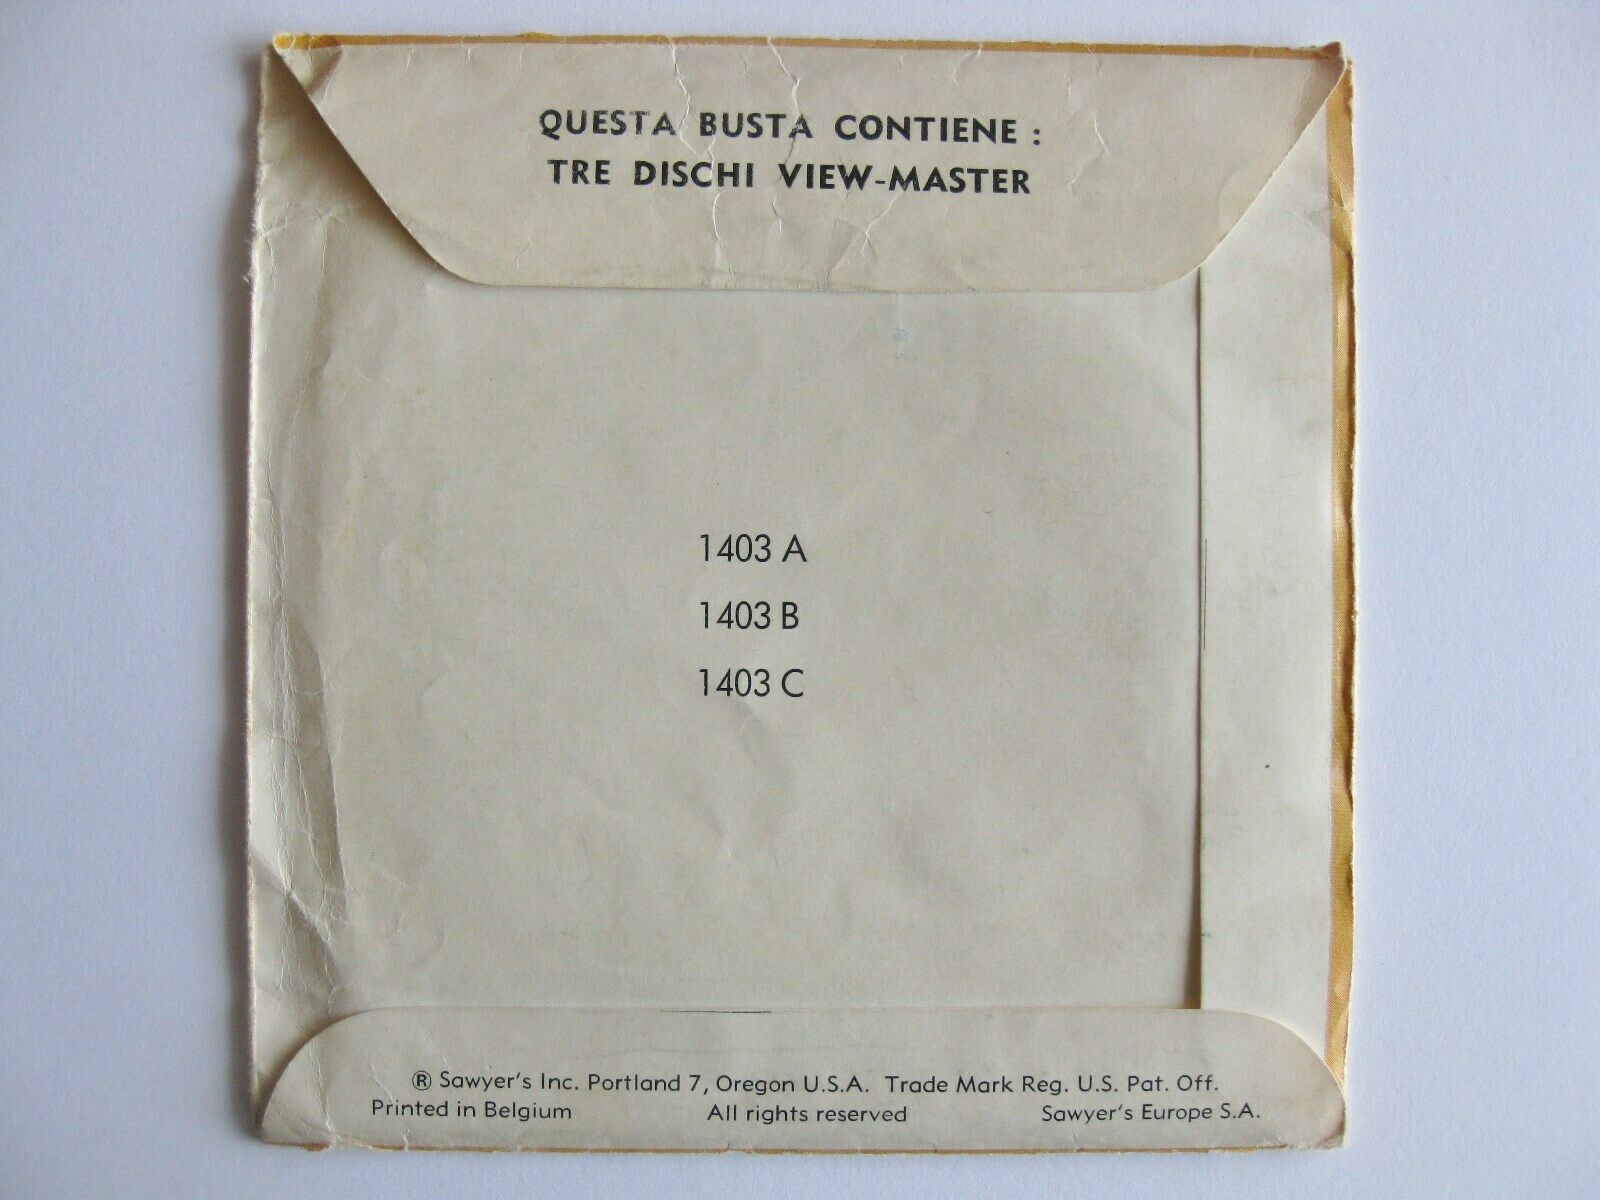 QUESTA BUSTA CONTIENE :
TRE DISCHI VIEW-MASTER
1403 A
1403 B
1403 C
® Sawyer's Inc. Portland 7, Oregon U.S.A. Trade Mark Reg. U.S. Pat. Off.
Printed in Belgium All rights reserved Sawyer's Europe S.A.